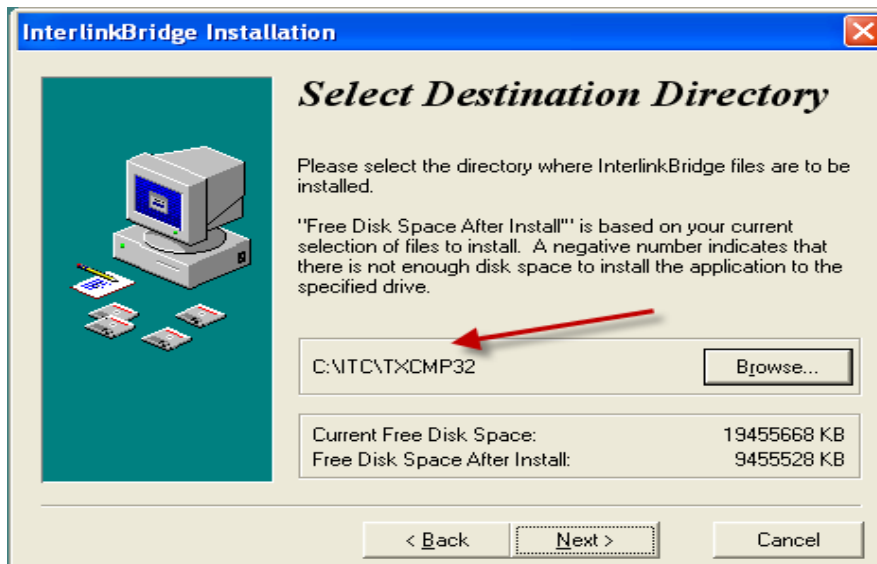 InterlinkBridge Installation
Select Destination Directory
Please select the directory where InterlinkBridge files are to be
installed.
"Free Disk Space After Install'" is based on your current
selection of files to install. A negative number indicates that
there is not enough disk space to install the application to the
specified drive.
C:\ITC\TXCMP32 Browse...
Current Free Disk Space: 19455668 KB
Free Disk Space After Install: 9455528 KB
< Back Next > Cancel